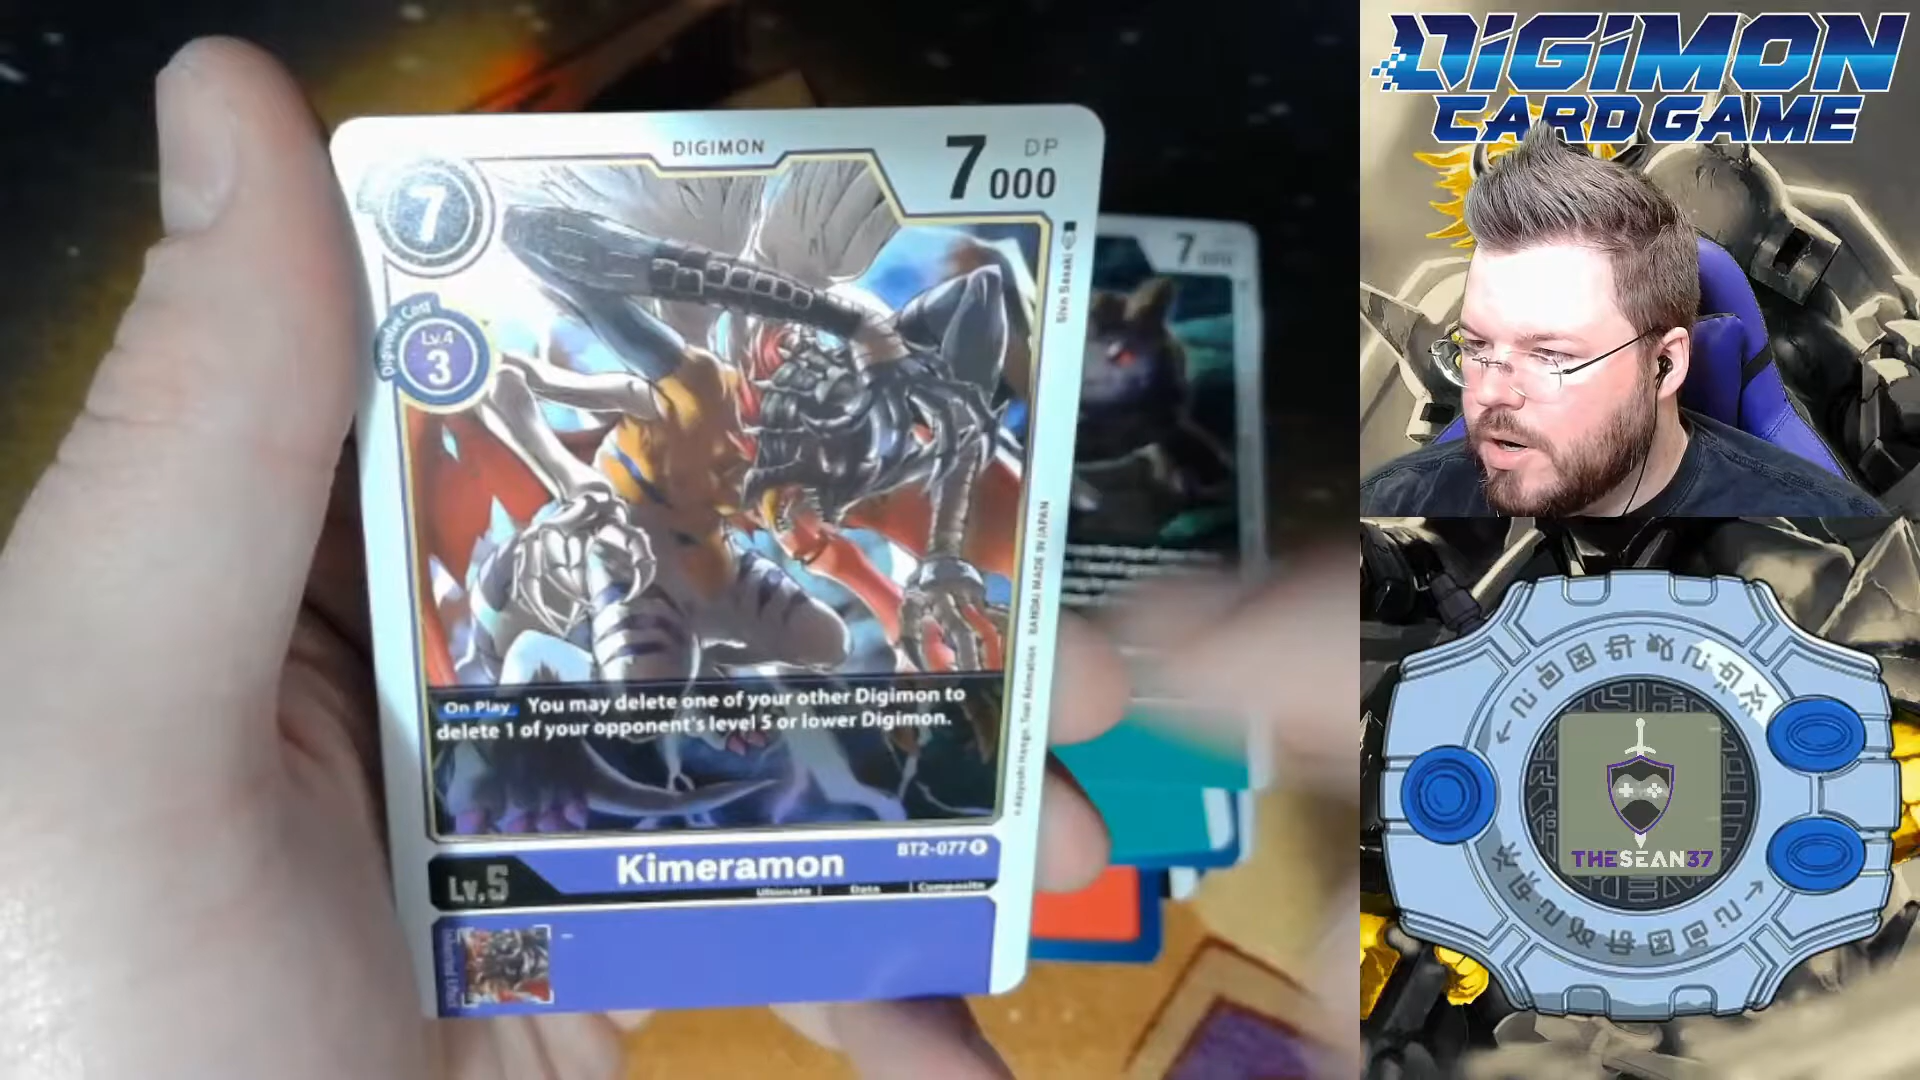 DIGIMON
CARD GAME
DIGIMON
7
DP
7000
Digivolve Cost
Lv.4
3
On Play You may delete one of your other Digimon to
delete 1 of your opponent's level 5 or lower Digimon.
BT2-077 R
Kimeramon
Lv.5
Ultimate | Data | Composite
BANDAI MADE IN JAPAN
7000
THESEAN37